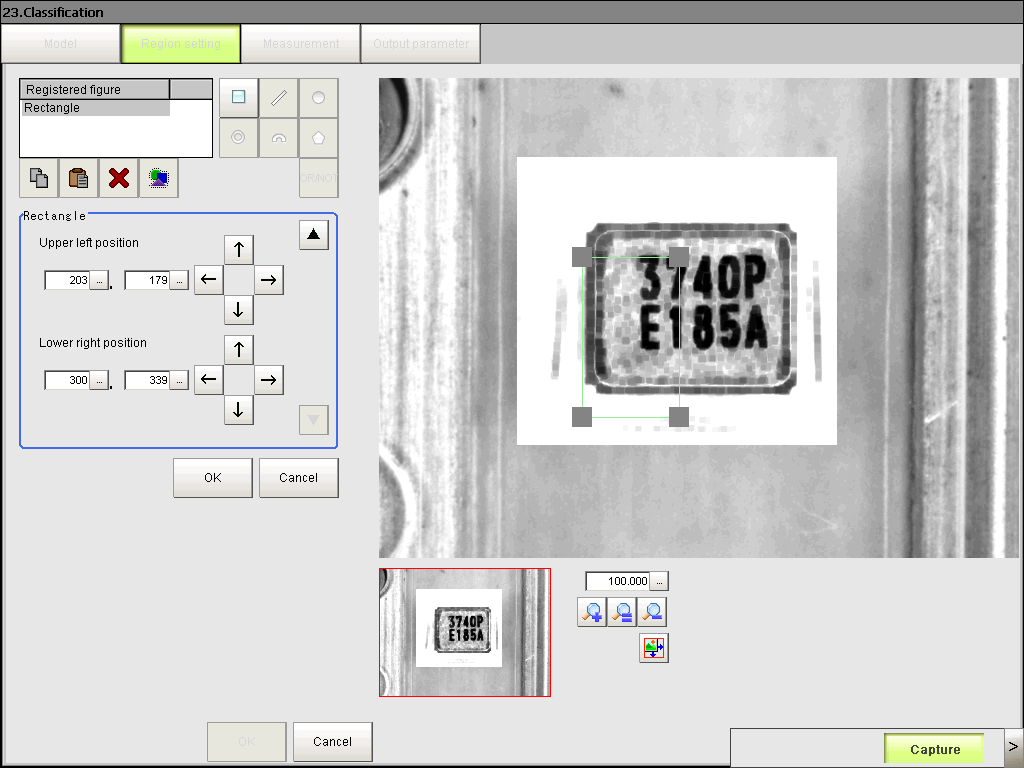 23.Classification
Model
Region setting
Measurement
Output parameter
Registered figure
Rectangle
OR/NOT
Rectangle
Upper left position
203 ... , 179 ...
Lower right position
300 ... , 339 ...
OK
Cancel
3740P
E185A
3740P
E185A
100.000 ...
OK
Cancel
Capture
>